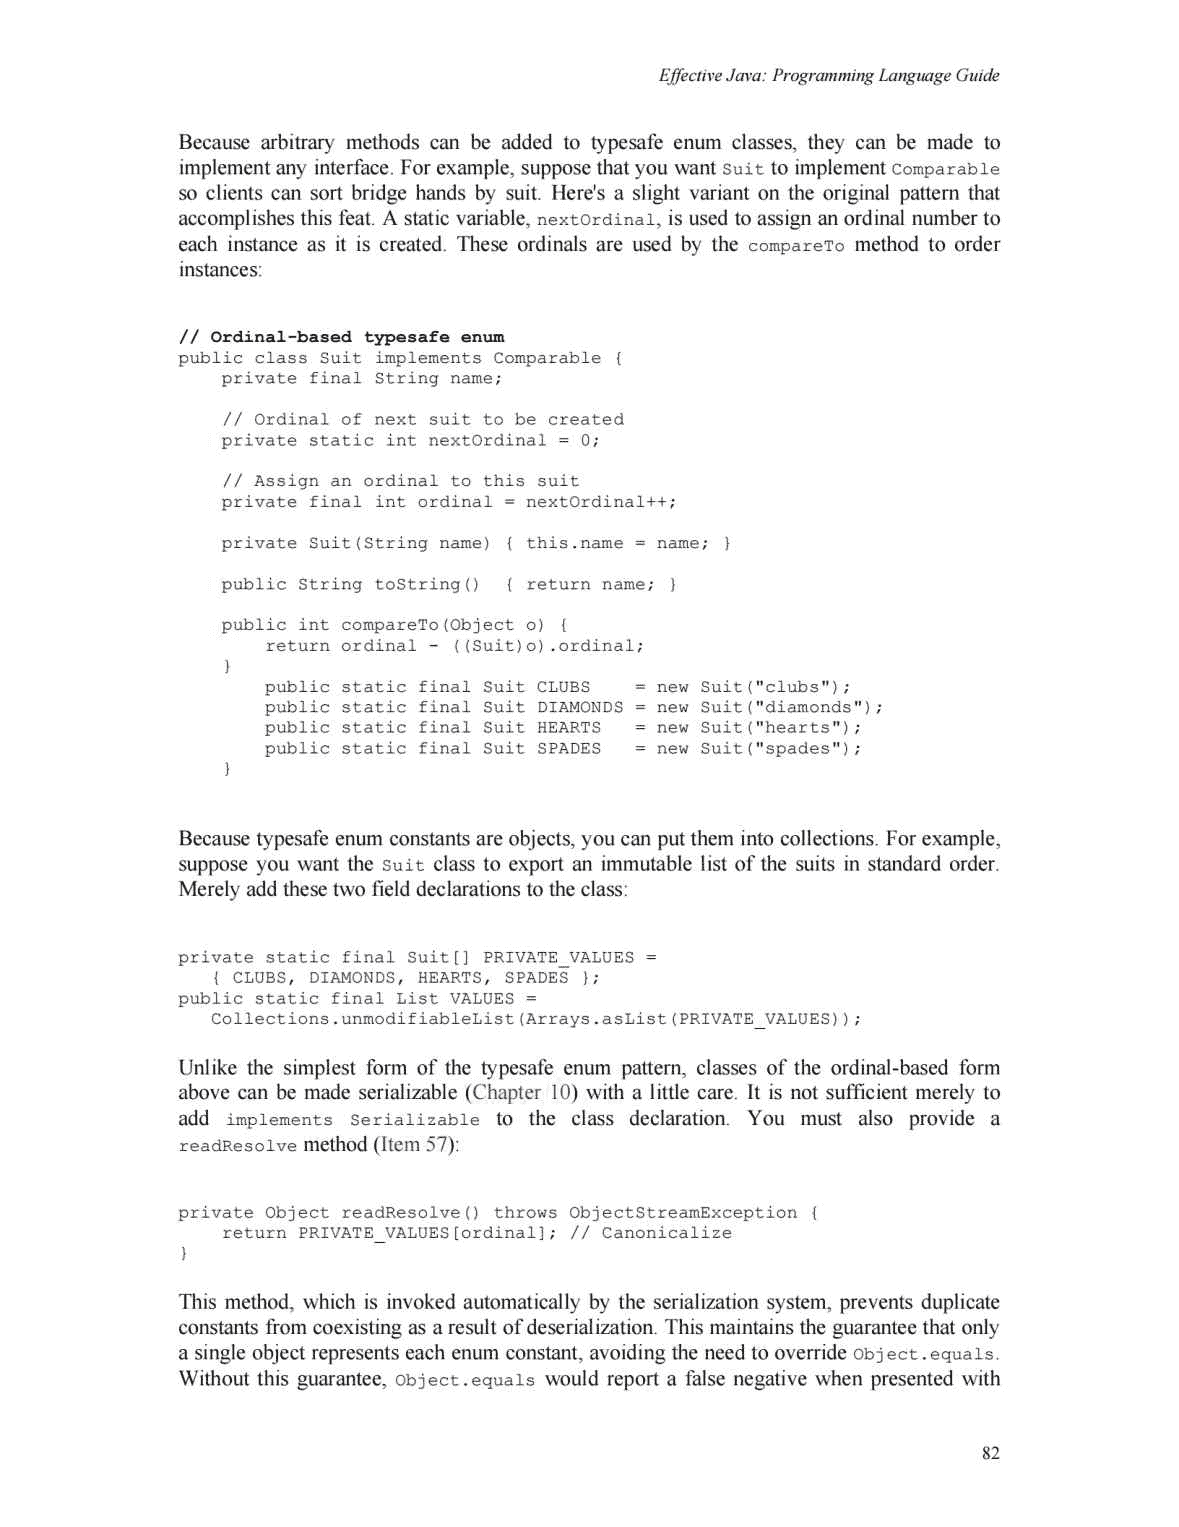 Effective Java: Programming Language Guide
Because arbitrary methods can be added to typesafe enum classes, they can be made to
implement any interface. For example, suppose that you want Suit to implement Comparable
so clients can sort bridge hands by suit. Here's a slight variant on the original pattern that
accomplishes this feat. A static variable, nextOrdinal, is used to assign an ordinal number to
each instance as it is created. These ordinals are used by the compareTo method to order
instances:
// Ordinal-based typesafe enum
public class Suit implements Comparable {
    private final String name;
    // Ordinal of next suit to be created
    private static int nextOrdinal = 0;
    // Assign an ordinal to this suit
    private final int ordinal = nextOrdinal++;
    private Suit(String name) { this.name = name; }
    public String toString()  { return name; }
    public int compareTo(Object o) {
        return ordinal - ((Suit)o).ordinal;
    }
        public static final Suit CLUBS    = new Suit("clubs");
        public static final Suit DIAMONDS = new Suit("diamonds");
        public static final Suit HEARTS   = new Suit("hearts");
        public static final Suit SPADES   = new Suit("spades");
    }
Because typesafe enum constants are objects, you can put them into collections. For example,
suppose you want the Suit class to export an immutable list of the suits in standard order.
Merely add these two field declarations to the class:
private static final Suit[] PRIVATE_VALUES =
   { CLUBS, DIAMONDS, HEARTS, SPADES };
public static final List VALUES =
   Collections.unmodifiableList(Arrays.asList(PRIVATE_VALUES));
Unlike the simplest form of the typesafe enum pattern, classes of the ordinal-based form
above can be made serializable (Chapter 10) with a little care. It is not sufficient merely to
add implements Serializable to the class declaration. You must also provide a
readResolve method (Item 57):
private Object readResolve() throws ObjectStreamException {
    return PRIVATE_VALUES[ordinal]; // Canonicalize
}
This method, which is invoked automatically by the serialization system, prevents duplicate
constants from coexisting as a result of deserialization. This maintains the guarantee that only
a single object represents each enum constant, avoiding the need to override Object.equals.
Without this guarantee, Object.equals would report a false negative when presented with
82